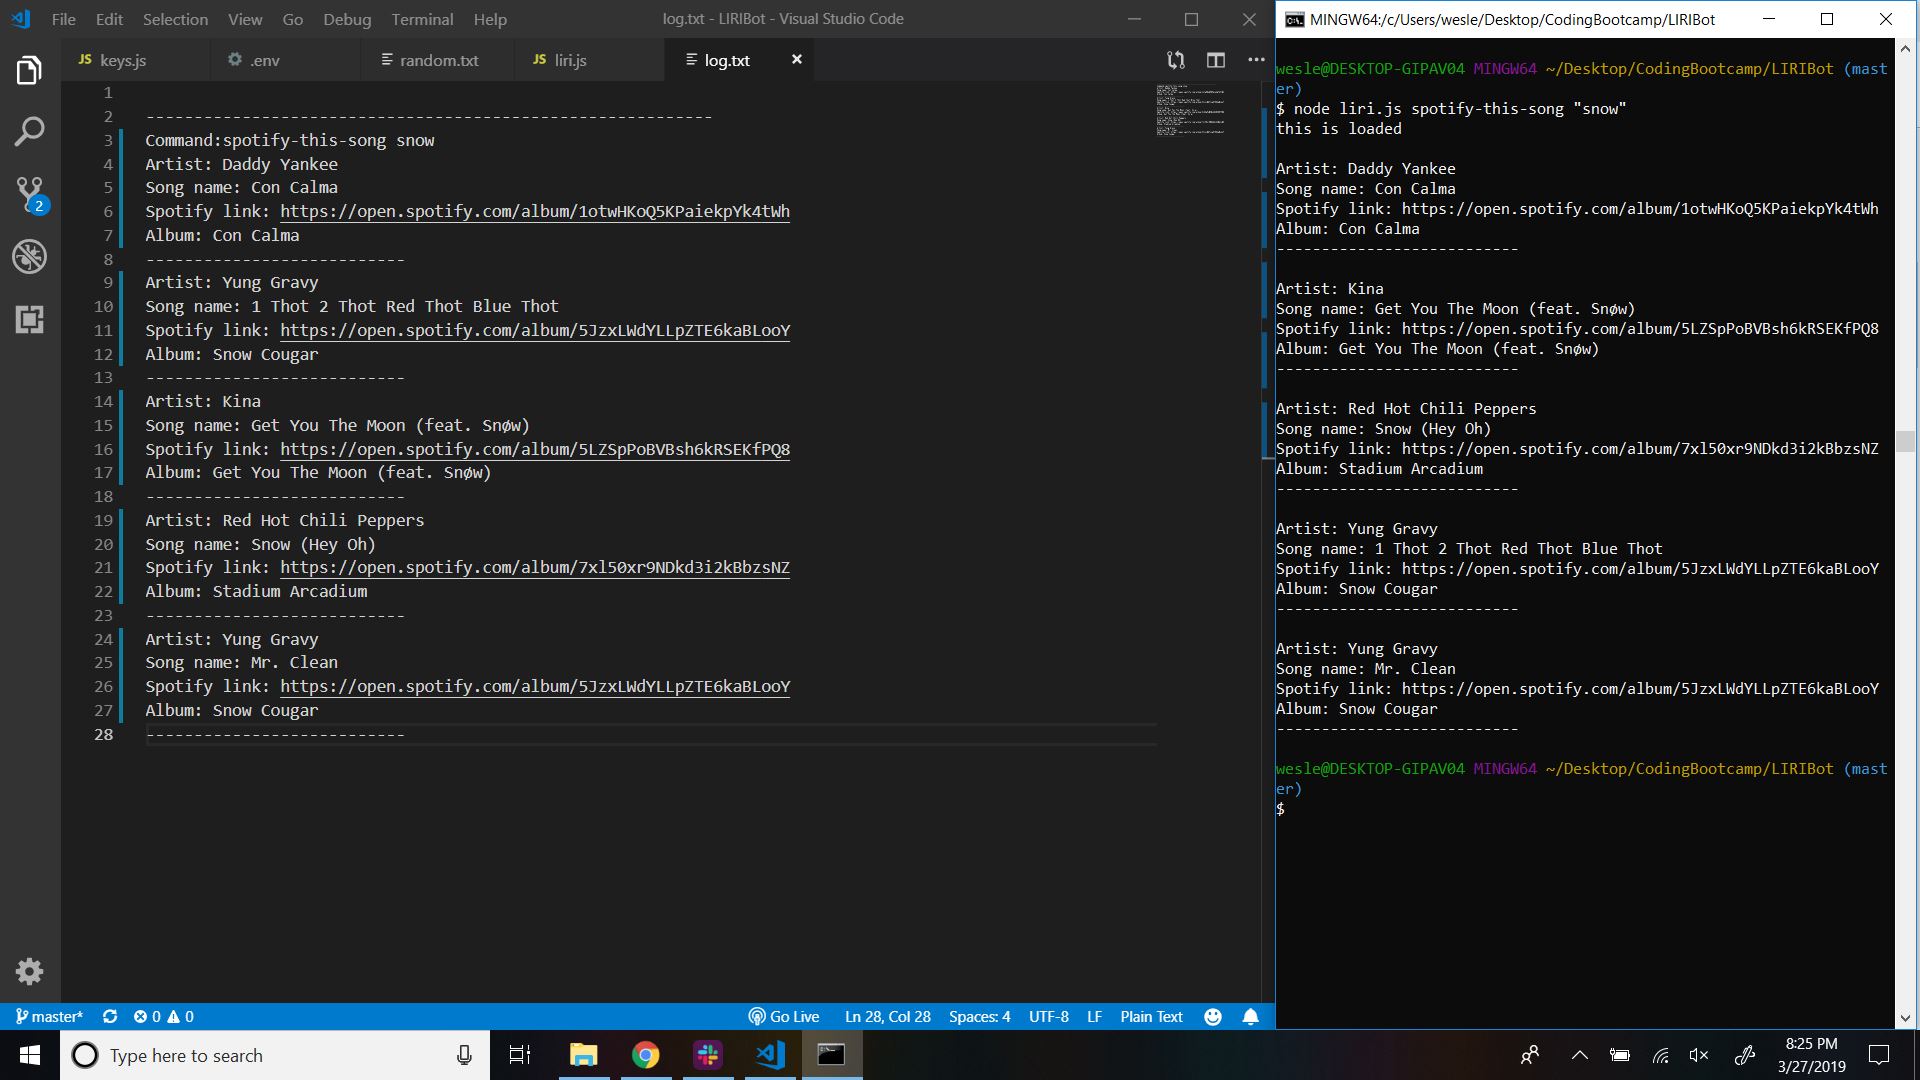 File Edit Selection View Go Debug Terminal Help
log.txt - LIRIBot - Visual Studio Code
JS keys.js
.env
random.txt
JS liri.js
log.txt
1
2 -----------------------------------------------------------
3 Command:spotify-this-song snow
4 Artist: Daddy Yankee
5 Song name: Con Calma
6 Spotify link: https://open.spotify.com/album/1otwHKoQ5KPaiekpYk4tWh
7 Album: Con Calma
8 ---------------------------
9 Artist: Yung Gravy
10 Song name: 1 Thot 2 Thot Red Thot Blue Thot
11 Spotify link: https://open.spotify.com/album/5JzxLWdYLLpZTE6kaBLooY
12 Album: Snow Cougar
13 ---------------------------
14 Artist: Kina
15 Song name: Get You The Moon (feat. Snøw)
16 Spotify link: https://open.spotify.com/album/5LZSpPoBVBsh6kRSEKfPQ8
17 Album: Get You The Moon (feat. Snøw)
18 ---------------------------
19 Artist: Red Hot Chili Peppers
20 Song name: Snow (Hey Oh)
21 Spotify link: https://open.spotify.com/album/7xl50xr9NDkd3i2kBbzsNZ
22 Album: Stadium Arcadium
23 ---------------------------
24 Artist: Yung Gravy
25 Song name: Mr. Clean
26 Spotify link: https://open.spotify.com/album/5JzxLWdYLLpZTE6kaBLooY
27 Album: Snow Cougar
28 ---------------------------
2
master* 0 0
Go Live Ln 28, Col 28 Spaces: 4 UTF-8 LF Plain Text
MINGW64:/c/Users/wesle/Desktop/CodingBootcamp/LIRIBot
wesle@DESKTOP-GIPAV04 MINGW64 ~/Desktop/CodingBootcamp/LIRIBot (mast
er)
$ node liri.js spotify-this-song "snow"
this is loaded
Artist: Daddy Yankee
Song name: Con Calma
Spotify link: https://open.spotify.com/album/1otwHKoQ5KPaiekpYk4tWh
Album: Con Calma
---------------------------
Artist: Kina
Song name: Get You The Moon (feat. Snøw)
Spotify link: https://open.spotify.com/album/5LZSpPoBVBsh6kRSEKfPQ8
Album: Get You The Moon (feat. Snøw)
---------------------------
Artist: Red Hot Chili Peppers
Song name: Snow (Hey Oh)
Spotify link: https://open.spotify.com/album/7xl50xr9NDkd3i2kBbzsNZ
Album: Stadium Arcadium
---------------------------
Artist: Yung Gravy
Song name: 1 Thot 2 Thot Red Thot Blue Thot
Spotify link: https://open.spotify.com/album/5JzxLWdYLLpZTE6kaBLooY
Album: Snow Cougar
---------------------------
Artist: Yung Gravy
Song name: Mr. Clean
Spotify link: https://open.spotify.com/album/5JzxLWdYLLpZTE6kaBLooY
Album: Snow Cougar
---------------------------
wesle@DESKTOP-GIPAV04 MINGW64 ~/Desktop/CodingBootcamp/LIRIBot (mast
er)
$
Type here to search
8:25 PM
3/27/2019